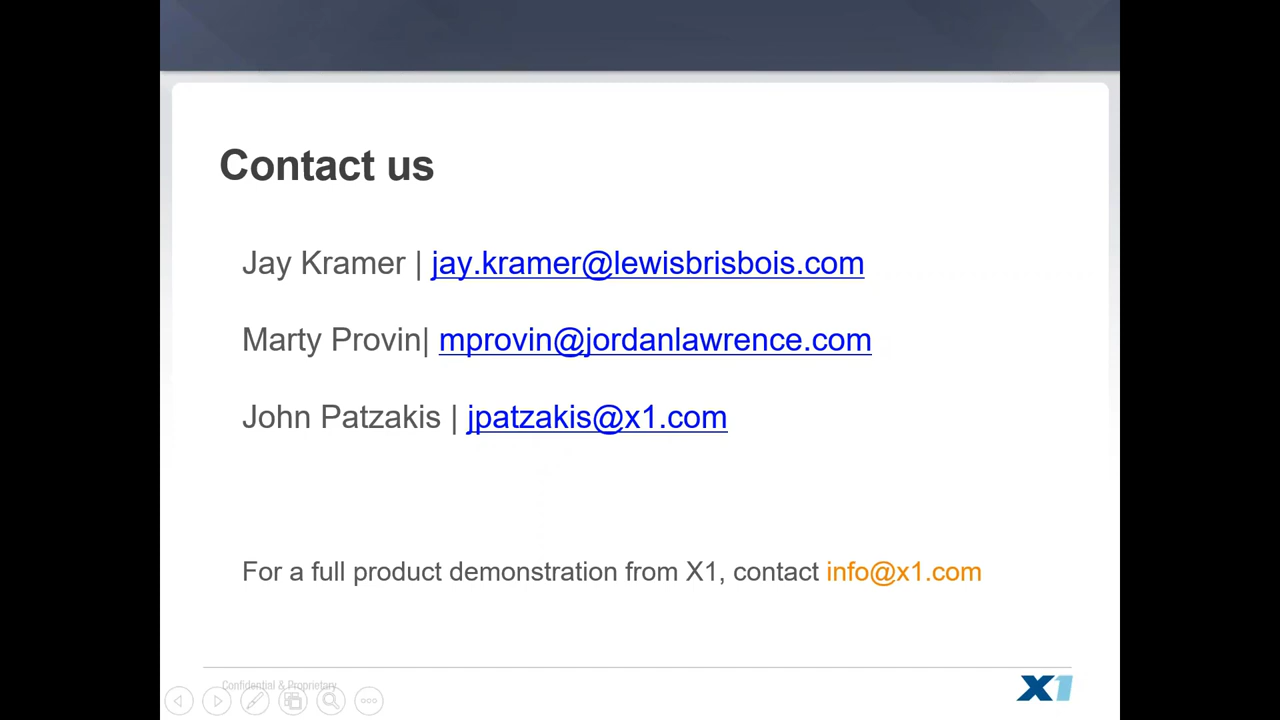 Contact us
Jay Kramer | jay.kramer@lewisbrisbois.com
Marty Provin| mprovin@jordanlawrence.com
John Patzakis | jpatzakis@x1.com
For a full product demonstration from X1, contact info@x1.com
Confidential & Proprietary
X1